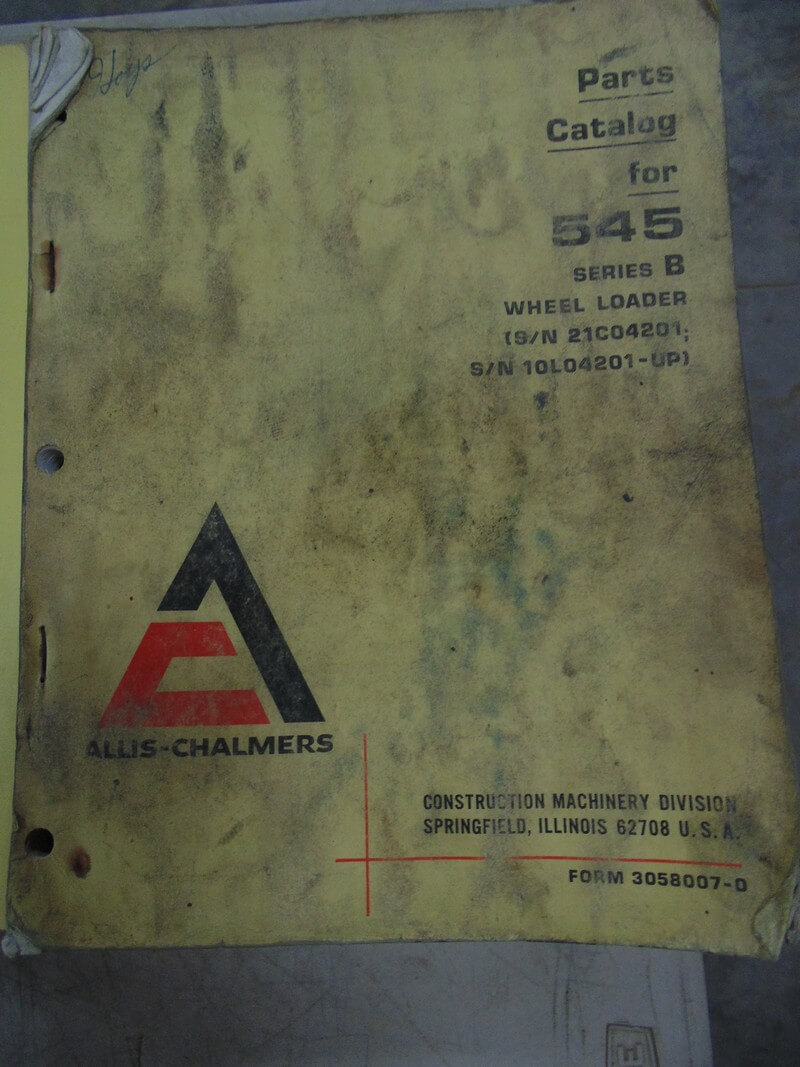 Parts
Catalog
for
545
SERIES B
WHEEL LOADER
(S/N 21C04201;
S/N 10L04201-UP)
ALLIS-CHALMERS
CONSTRUCTION MACHINERY DIVISION
SPRINGFIELD, ILLINOIS 62708 U.S.A.
FORM 3058007-0